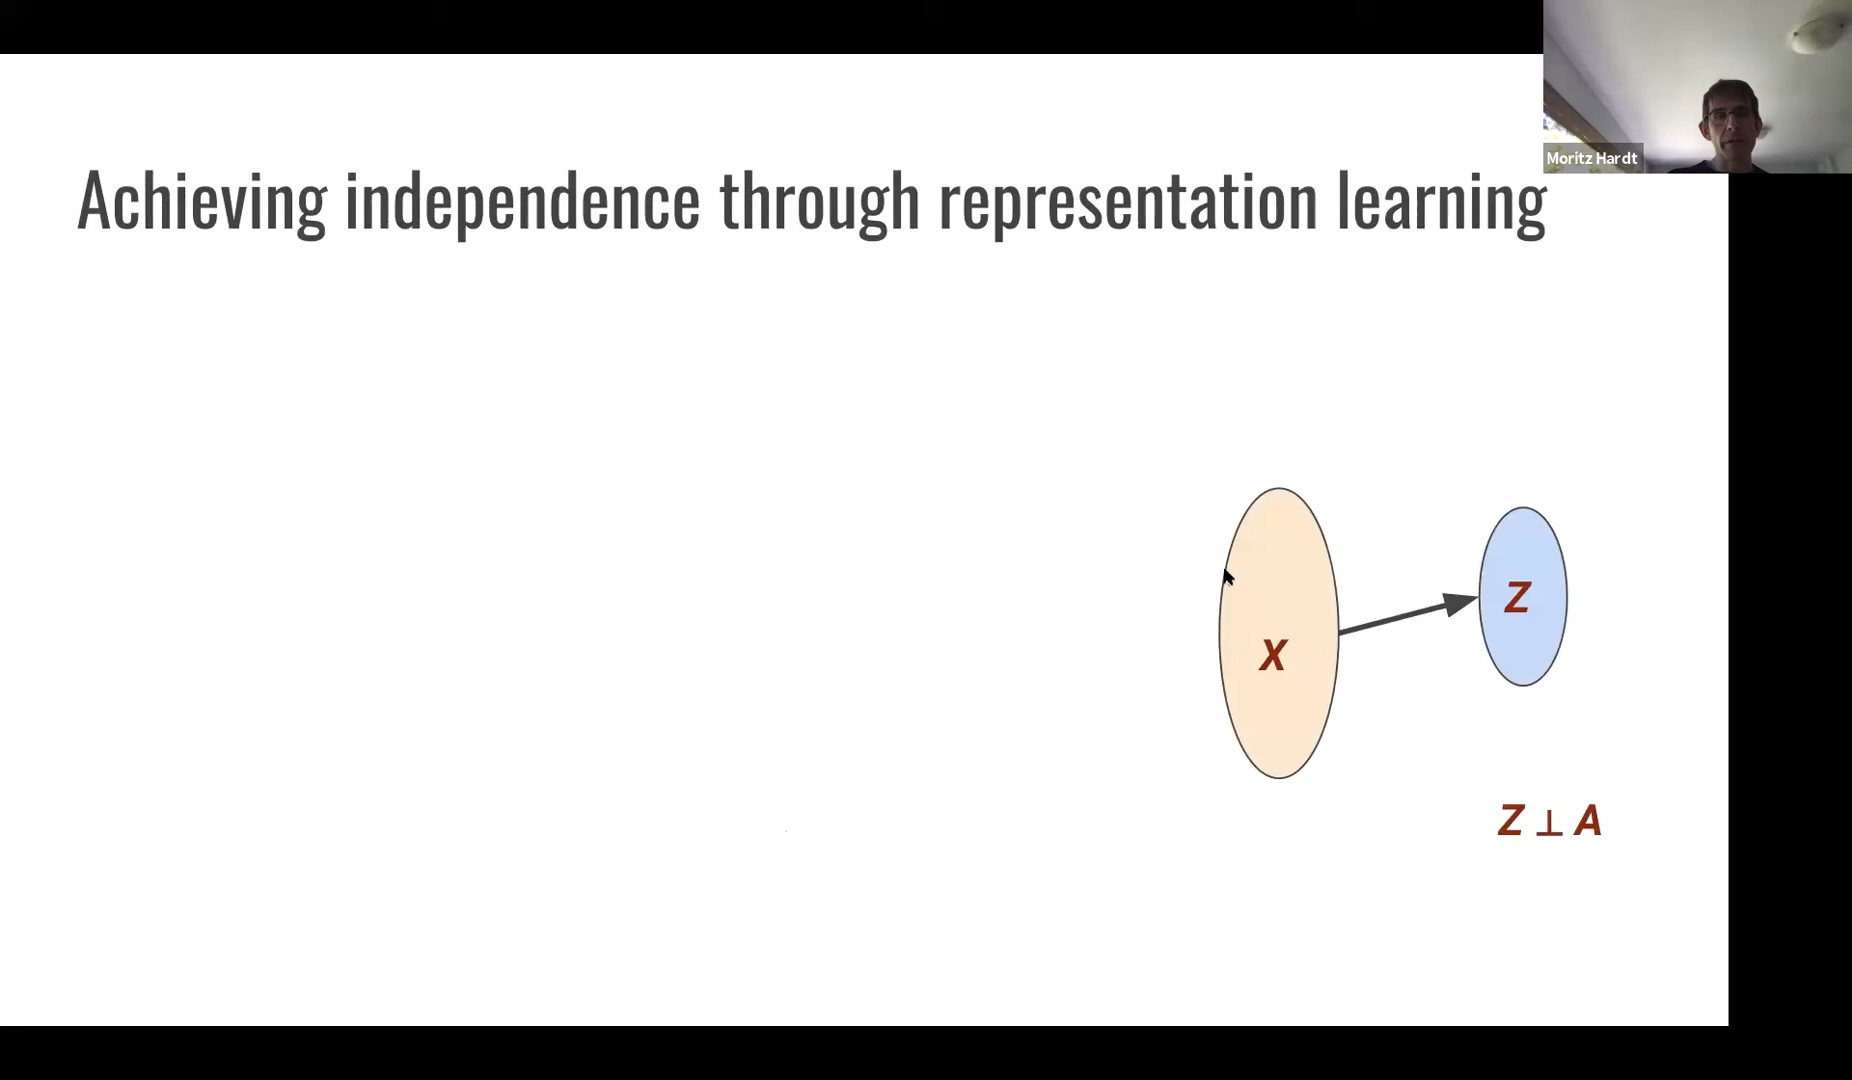 Moritz Hardt
Achieving independence through representation learning
Z
X
Z ⊥ A